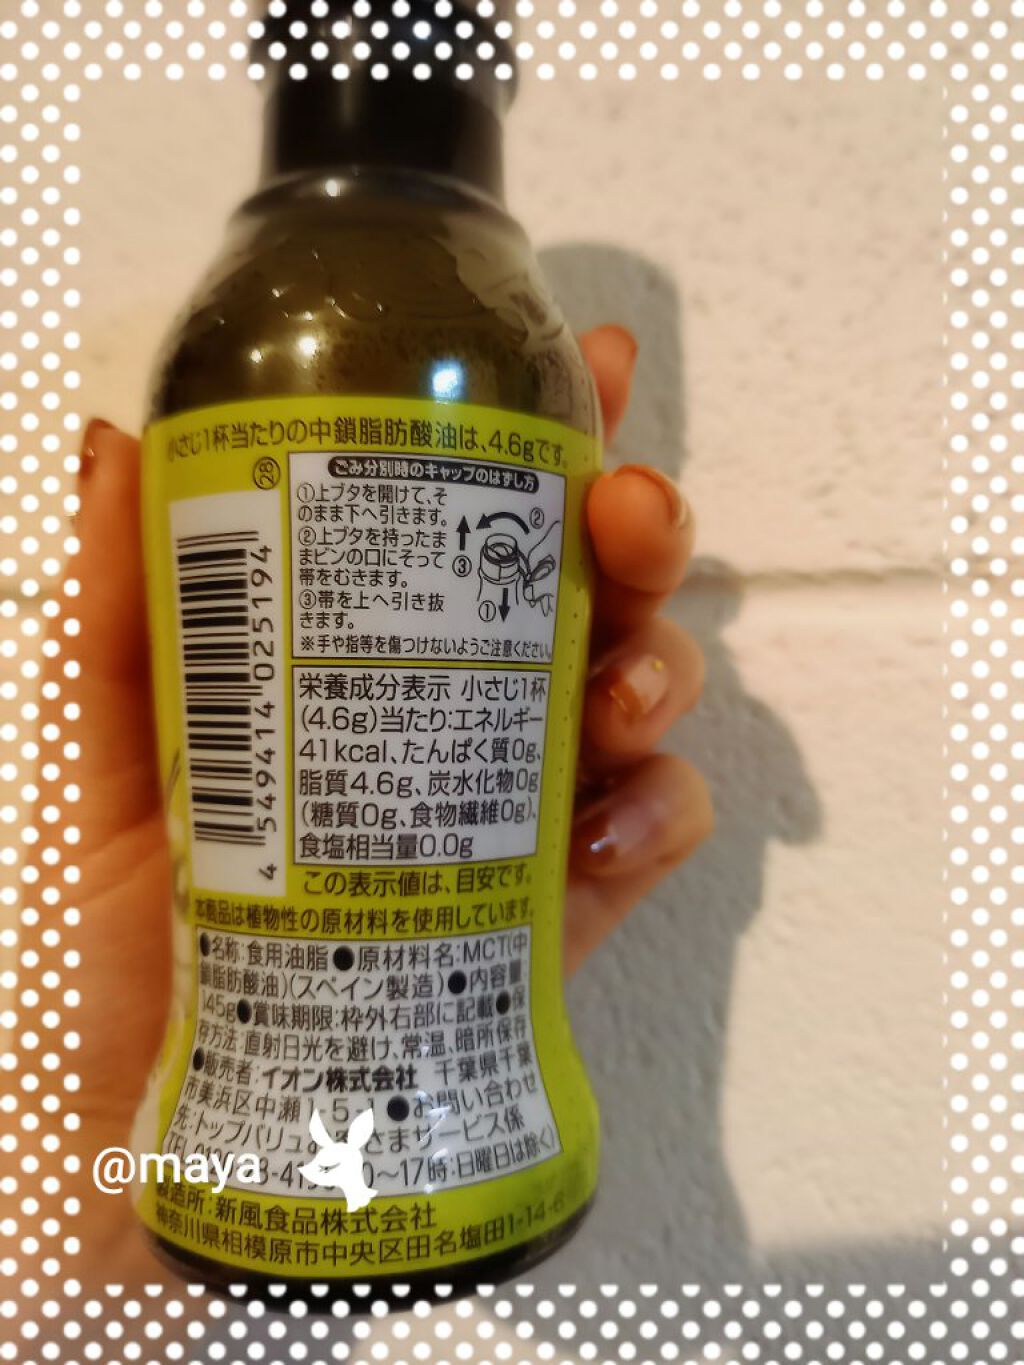 小さじ1杯当たりの中鎖脂肪酸油は、4.6gです。
28
ごみ分別時のキャップのはずし方
①上ブタを開けて、そ
のまま下へ引きます。
②上ブタを持ったま
まビンの口にそって
帯をむきます。
③帯を上へ引き抜
きます。
②
③
①
※手や指等を傷つけないようご注意ください。
4 549414 025194
栄養成分表示 小さじ1杯
(4.6g)当たり:エネルギー
41kcal、たんぱく質0g、
脂質4.6g、炭水化物0g
(糖質0g、食物繊維0g)、
食塩相当量0.0g
この表示値は、目安です。
本商品は植物性の原材料を使用しています。
●名称:食用油脂●原材料名:MCT(中
鎖脂肪酸油)(スペイン製造)●内容量:
145g●賞味期限:枠外右部に記載●保
存方法:直射日光を避け、常温、暗所保存
●販売者:イオン株式会社 千葉県千葉
市美浜区中瀬1-5-1●お問い合わせ
先:トップバリュ さまサービス係
TEL 0～17時:日曜日は除く)
製造所:新風食品株式会社
神奈川県相模原市中央区田名塩田1-14-6
@maya